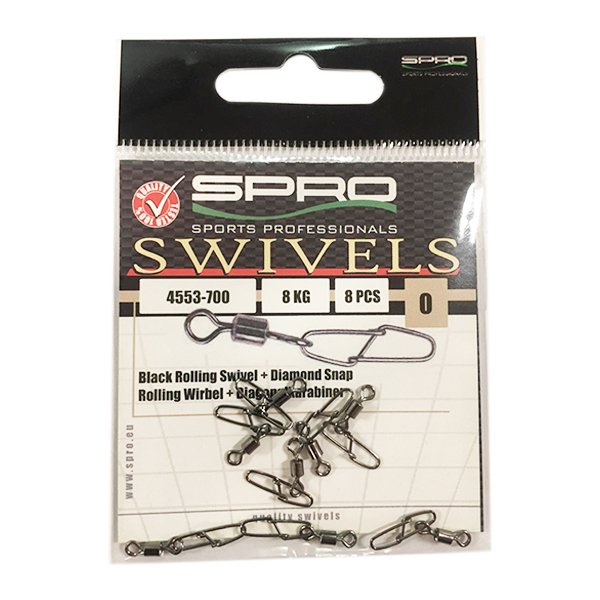 SPRO
SPORTS PROFESSIONALS
QUALITY
SPRO
SPORTS PROFESSIONALS
SWIVELS
4553-700
8 KG
8 PCS
0
Black Rolling Swivel + Diamond Snap
Rolling Wirbel +
www.spro.eu
quality swivels